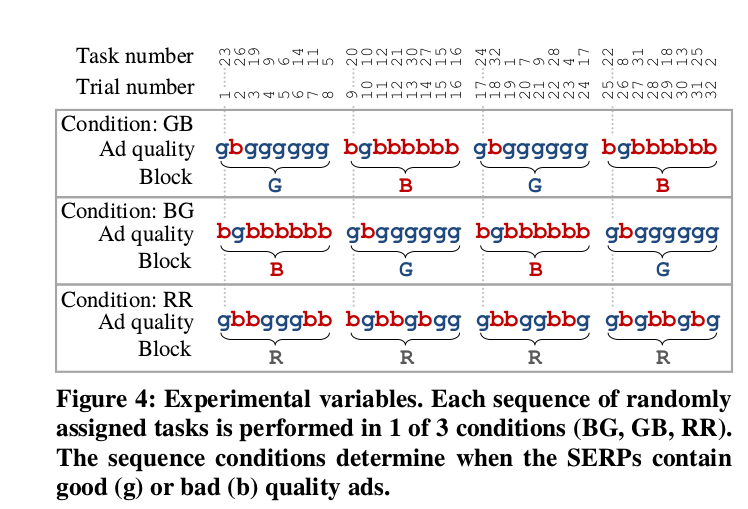 Task number 23 26 19 4 9 6 14 11 5 20 10 12 21 30 27 15 16 24 32 1 7 9 28 4 17 22 8 31 2 18 13 25 2
Trial number 1 2 3 4 5 6 7 8 9 10 11 12 13 14 15 16 17 18 19 20 21 22 23 24 25 26 27 28 29 30 31 32
Condition: GB
Ad quality gbgggggg bgbbbbbb gbgggggg bgbbbbbb
Block G B G B
Condition: BG
Ad quality bgbbbbbb gbgggggg bgbbbbbb gbgggggg
Block B G B G
Condition: RR
Ad quality gbbgggbb bgbbgbgg gbbggbbg gbgbbgbg
Block R R R R
Figure 4: Experimental variables. Each sequence of randomly
assigned tasks is performed in 1 of 3 conditions (BG, GB, RR).
The sequence conditions determine when the SERPs contain
good (g) or bad (b) quality ads.